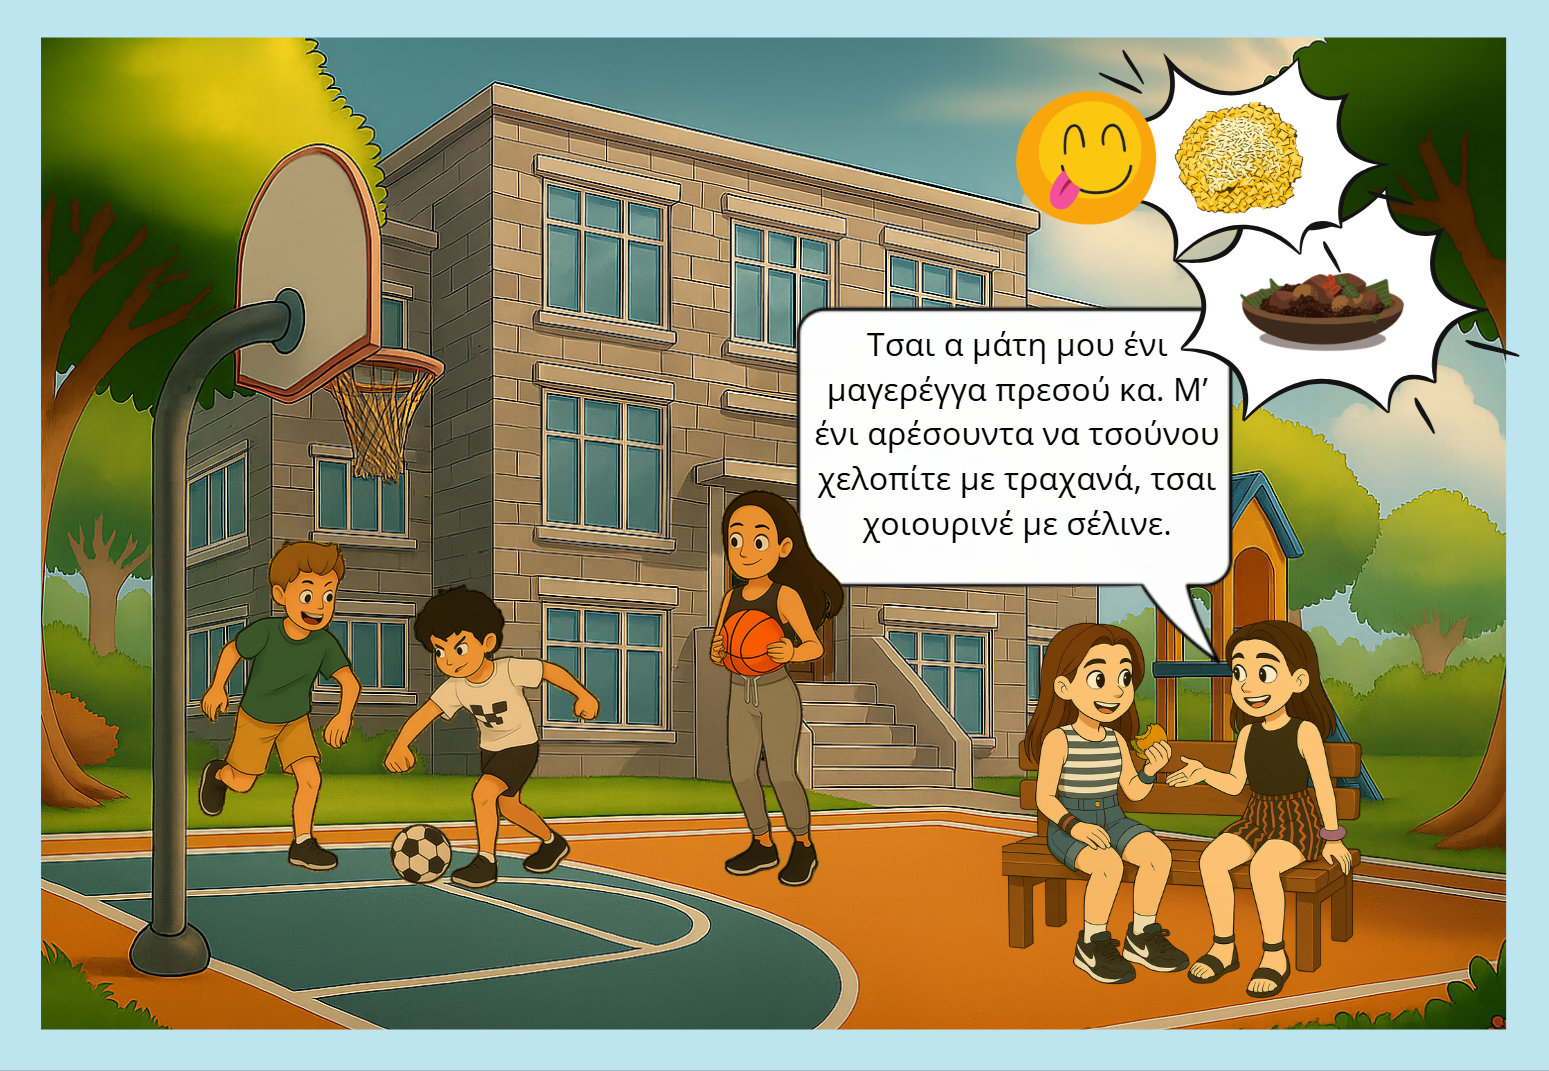 Τσαι α μάτη μου ένι
μαγερέγγα πρεσού κα. Μ’
ένι αρέσουντα να τσούνου
χελοπίτε με τραχανά, τσαι
χοιουρινέ με σέλινε.